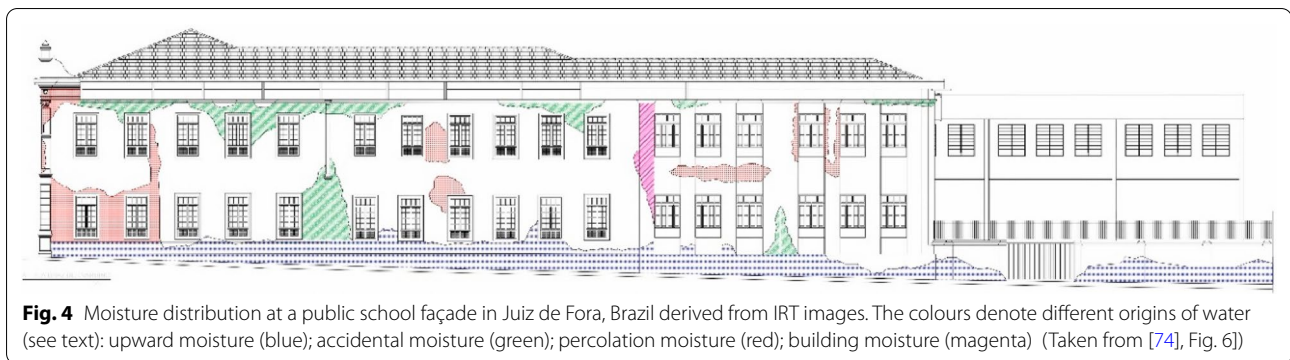 Fig. 4 Moisture distribution at a public school façade in Juiz de Fora, Brazil derived from IRT images. The colours denote different origins of water
(see text): upward moisture (blue); accidental moisture (green); percolation moisture (red); building moisture (magenta) (Taken from [74], Fig. 6])